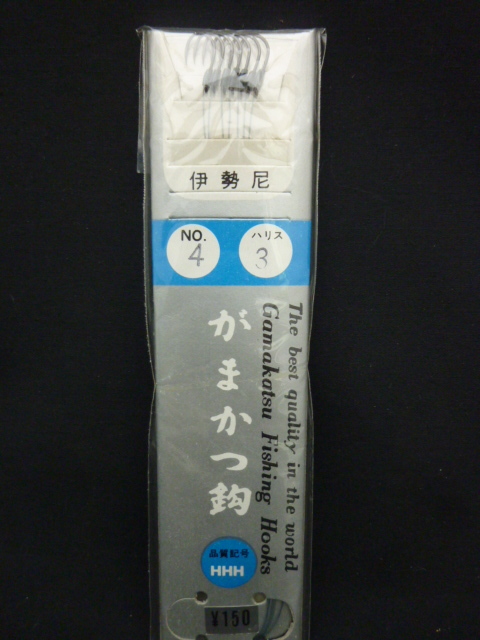 伊勢尼
NO.
4
ハリス
3
The best quality in the world
Gamakatsu Fishing Hooks
がまかつ鈎
品質記号
HHH
¥150